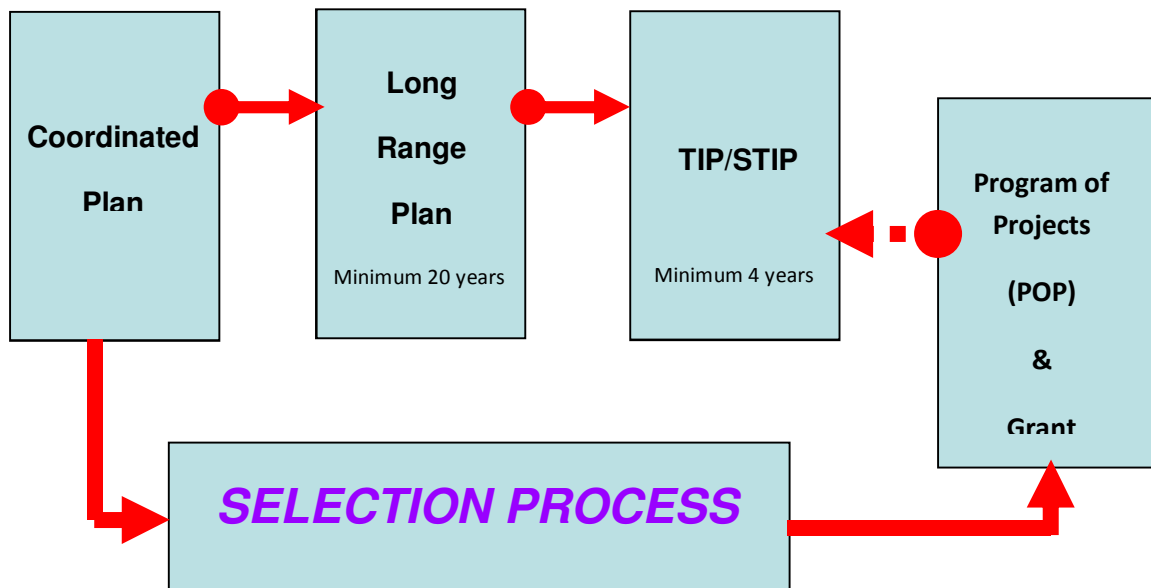 Coordinated
Plan
Long
Range
Plan
Minimum 20 years
TIP/STIP
Minimum 4 years
Program of
Projects
(POP)
&
Grant
SELECTION PROCESS